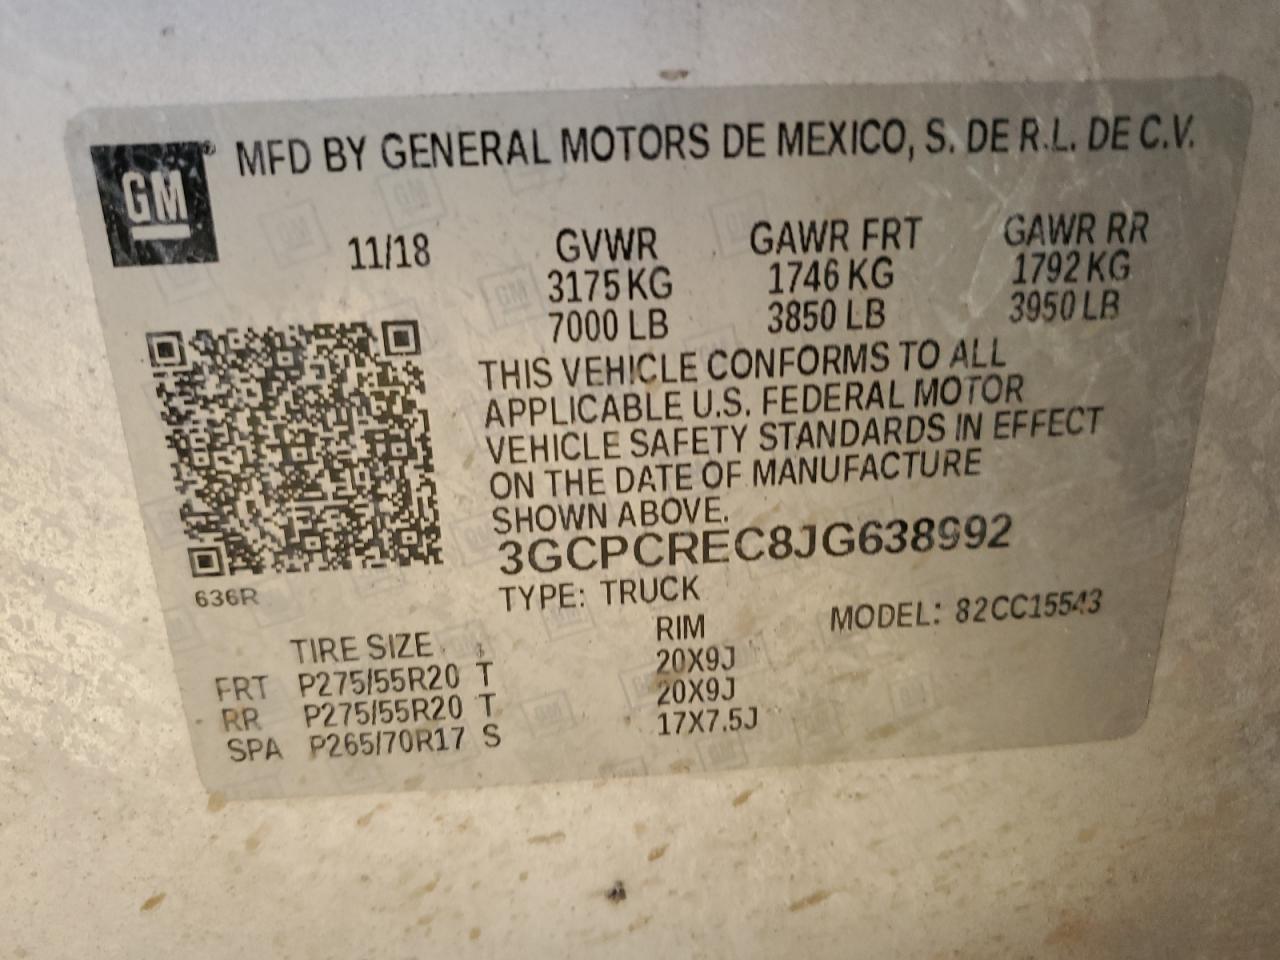 GM
MFD BY GENERAL MOTORS DE MEXICO, S. DE R.L. DE C.V.
11/18 GVWR GAWR FRT GAWR RR
3175 KG 1746 KG 1792 KG
7000 LB 3850 LB 3950 LB
THIS VEHICLE CONFORMS TO ALL
APPLICABLE U.S. FEDERAL MOTOR
VEHICLE SAFETY STANDARDS IN EFFECT
ON THE DATE OF MANUFACTURE
SHOWN ABOVE.
3GCPCREC8JG638992
636R
TYPE: TRUCK MODEL: 82CC15543
TIRE SIZE RIM
FRT P275/55R20 T 20X9J
RR P275/55R20 T 20X9J
SPA P265/70R17 S 17X7.5J